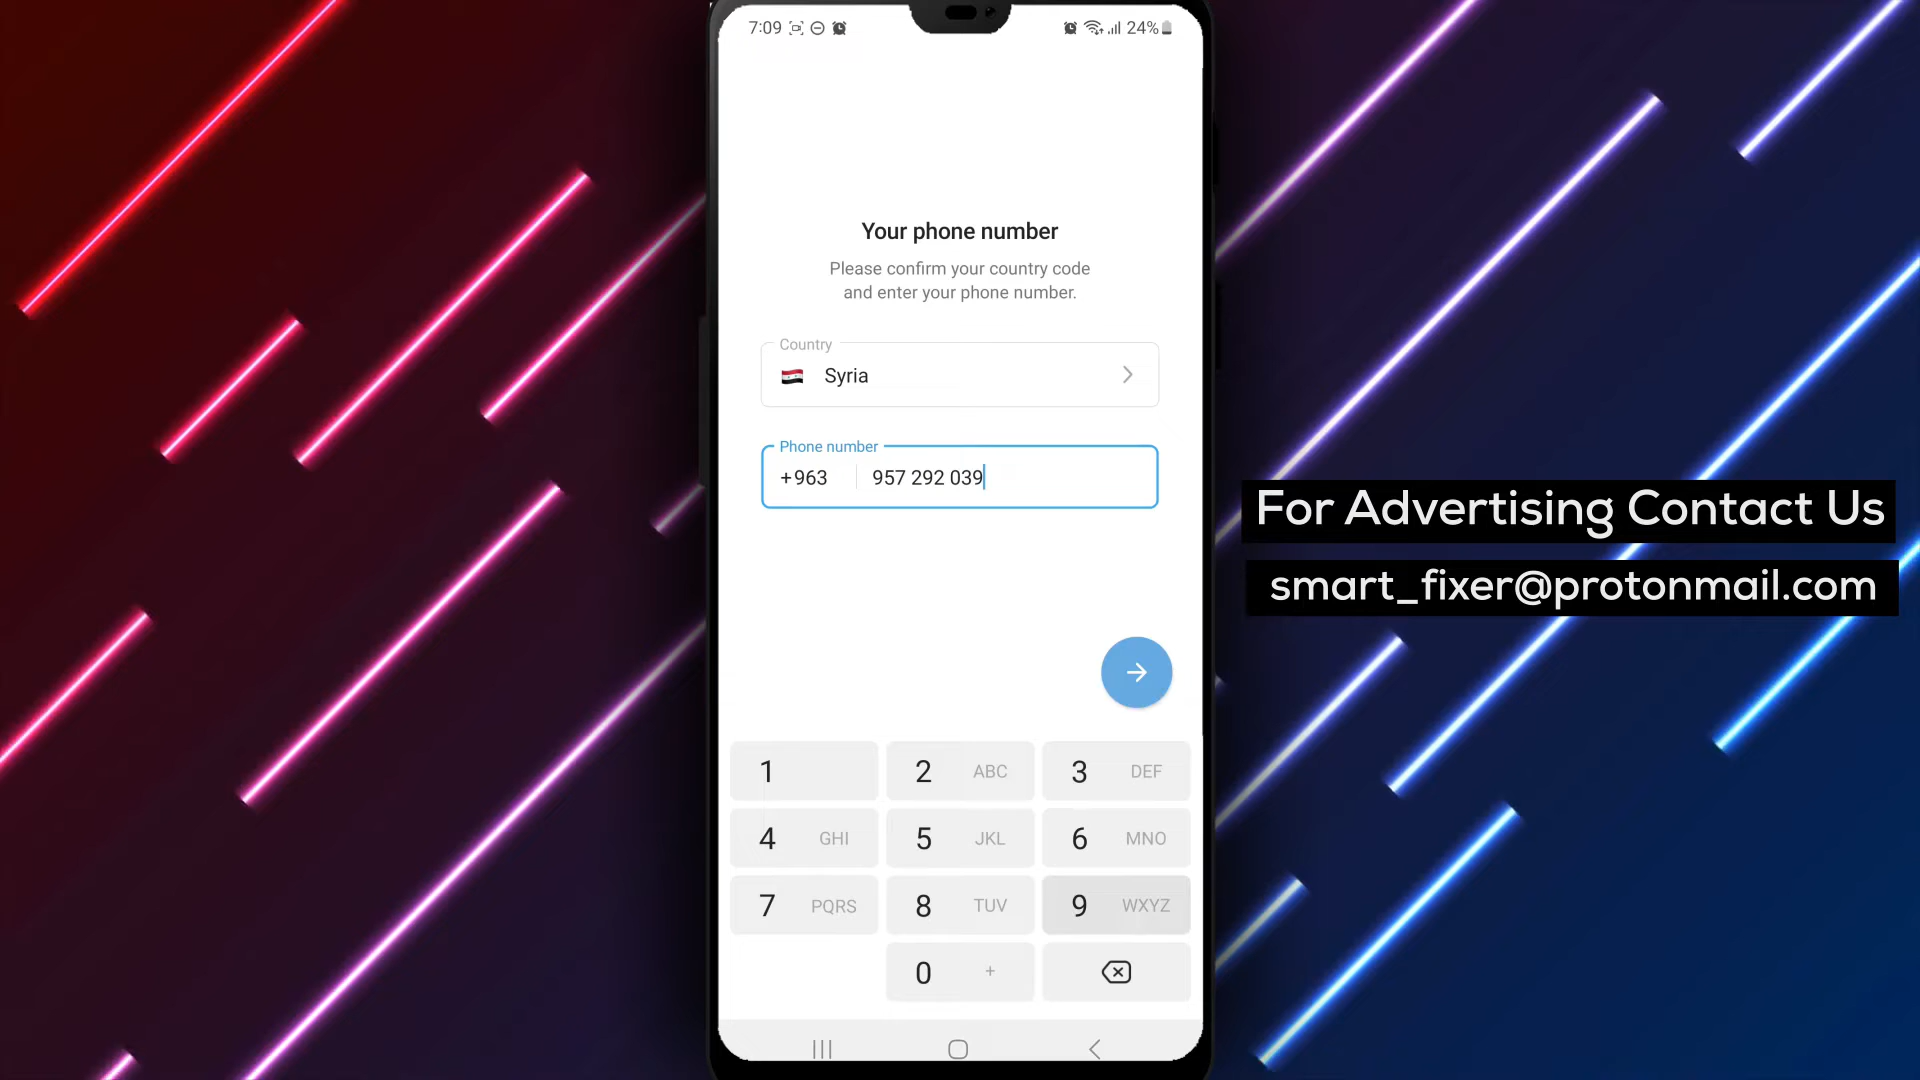 7:09
24%
Your phone number
Please confirm your country code
and enter your phone number.
Country
Syria
Phone number
+963 957 292 039
For Advertising Contact Us
smart_fixer@protonmail.com
1
2 ABC
3 DEF
4 GHI
5 JKL
6 MNO
7 PQRS
8 TUV
9 WXYZ
0 +